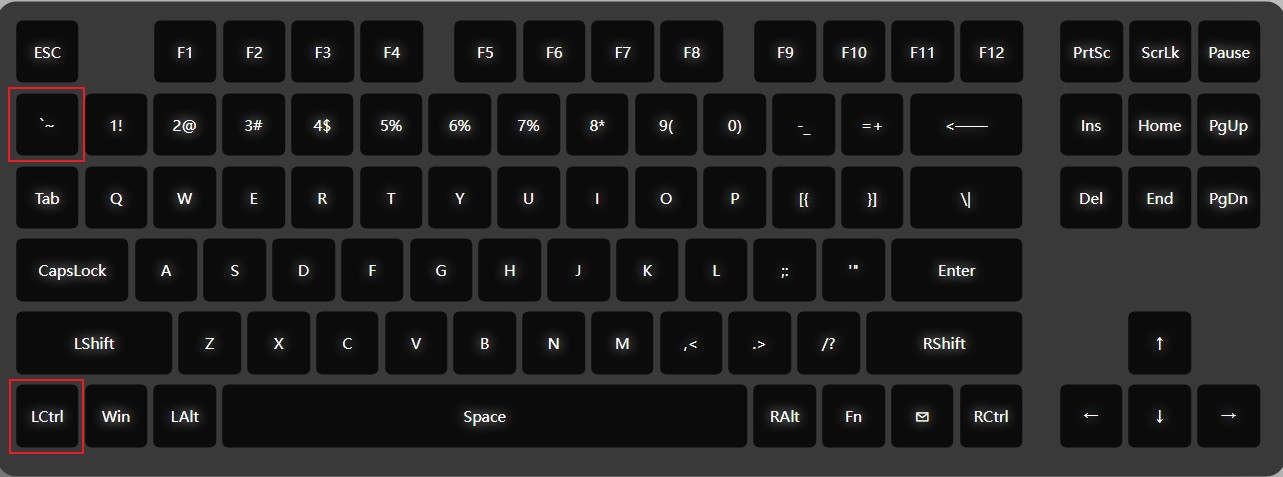 ESC F1 F2 F3 F4 F5 F6 F7 F8 F9 F10 F11 F12 PrtSc ScrLk Pause
`~ 1! 2@ 3# 4$ 5% 6% 7% 8* 9( 0) -_ =+ <—— Ins Home PgUp
Tab Q W E R T Y U I O P [{ }] \| Del End PgDn
CapsLock A S D F G H J K L ;: '" Enter
LShift Z X C V B N M ,< .> /? RShift ↑
LCtrl Win LAlt Space RAlt Fn RCtrl ← ↓ →